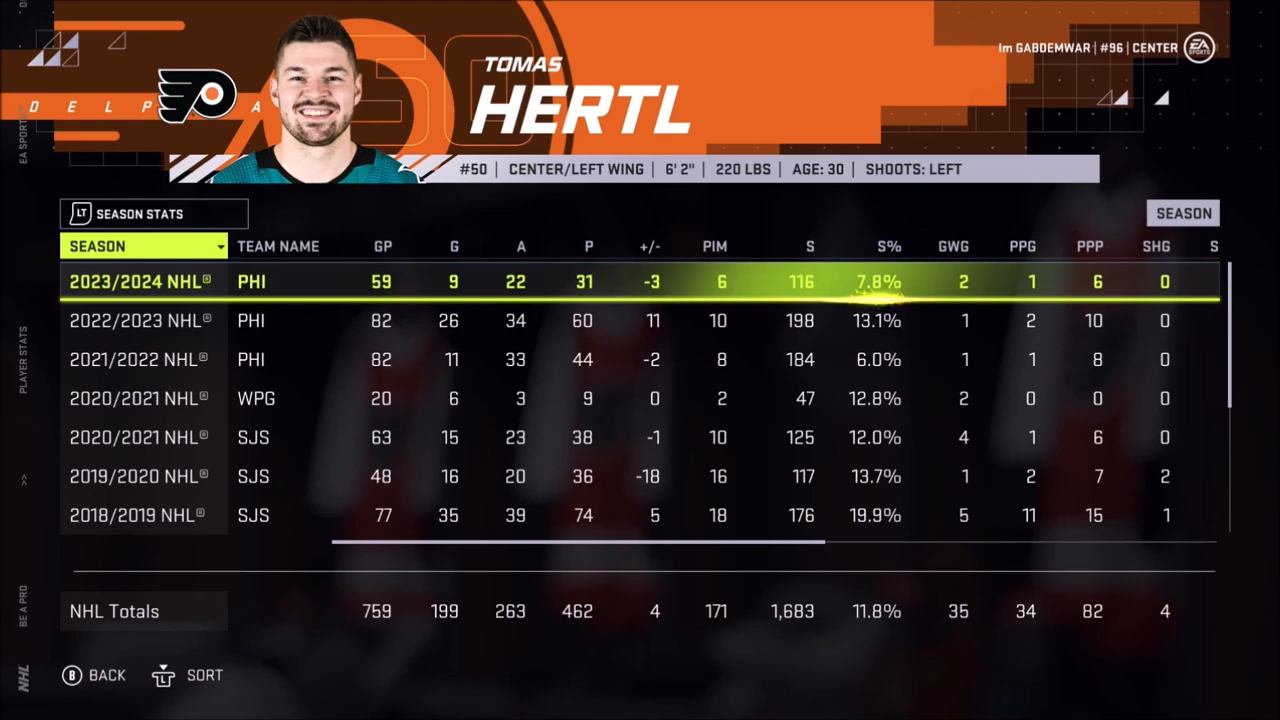 Im GABDEMWAR | #96 | CENTER
EA SPORTS
TOMAS
HERTL
D E L P A
#50 | CENTER/LEFT WING | 6' 2" | 220 LBS | AGE: 30 | SHOOTS: LEFT
LT SEASON STATS
SEASON
SEASON TEAM NAME GP G A P +/- PIM S S% GWG PPG PPP SHG S
2023/2024 NHL® PHI 59 9 22 31 -3 6 116 7.8% 2 1 6 0
2022/2023 NHL® PHI 82 26 34 60 11 10 198 13.1% 1 2 10 0
2021/2022 NHL® PHI 82 11 33 44 -2 8 184 6.0% 1 1 8 0
2020/2021 NHL® WPG 20 6 3 9 0 2 47 12.8% 2 0 0 0
2020/2021 NHL® SJS 63 15 23 38 -1 10 125 12.0% 4 1 6 0
2019/2020 NHL® SJS 48 16 20 36 -18 16 117 13.7% 1 2 7 2
2018/2019 NHL® SJS 77 35 39 74 5 18 176 19.9% 5 11 15 1
NHL Totals 759 199 263 462 4 171 1,683 11.8% 35 34 82 4
B BACK L SORT
NHL BE A PRO >> PLAYER STATS EA SPORTS™